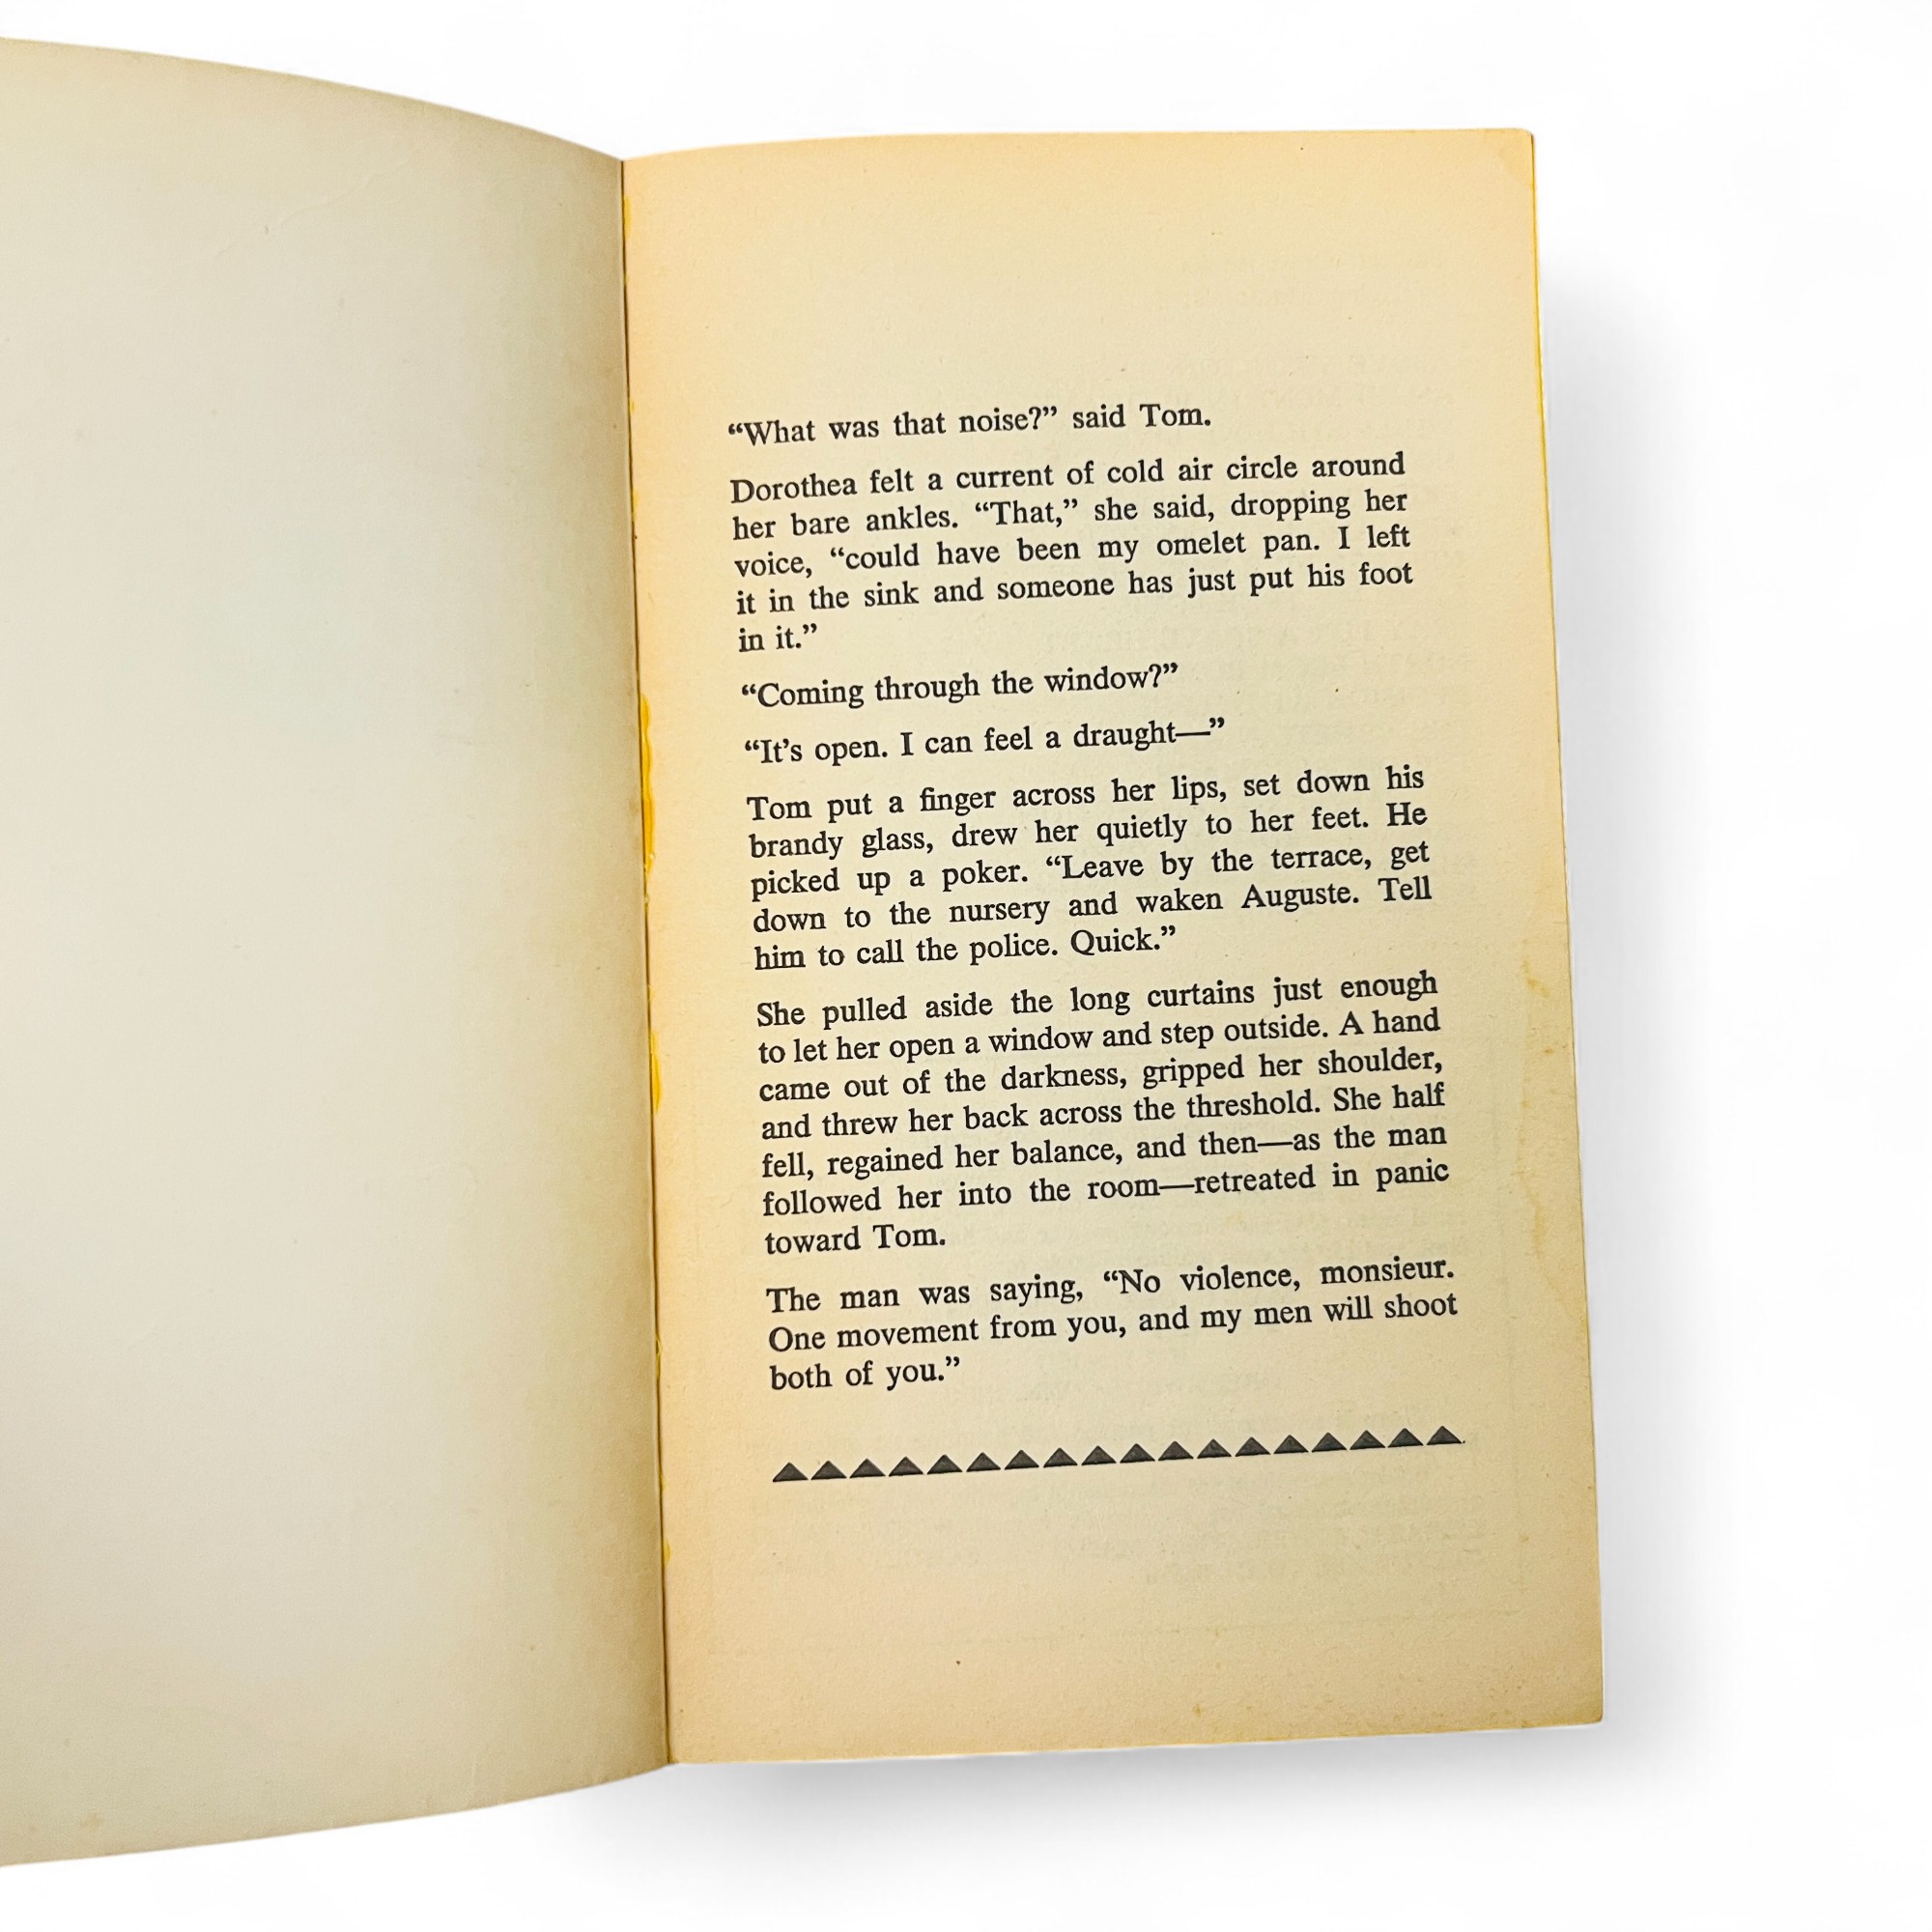 “What was that noise?” said Tom.
Dorothea felt a current of cold air circle around
her bare ankles. “That,” she said, dropping her
voice, “could have been my omelet pan. I left
it in the sink and someone has just put his foot
in it.”
“Coming through the window?”
“It’s open. I can feel a draught—”
Tom put a finger across her lips, set down his
brandy glass, drew her quietly to her feet. He
picked up a poker. “Leave by the terrace, get
down to the nursery and waken Auguste. Tell
him to call the police. Quick.”
She pulled aside the long curtains just enough
to let her open a window and step outside. A hand
came out of the darkness, gripped her shoulder,
and threw her back across the threshold. She half
fell, regained her balance, and then—as the man
followed her into the room—retreated in panic
toward Tom.
The man was saying, “No violence, monsieur.
One movement from you, and my men will shoot
both of you.”